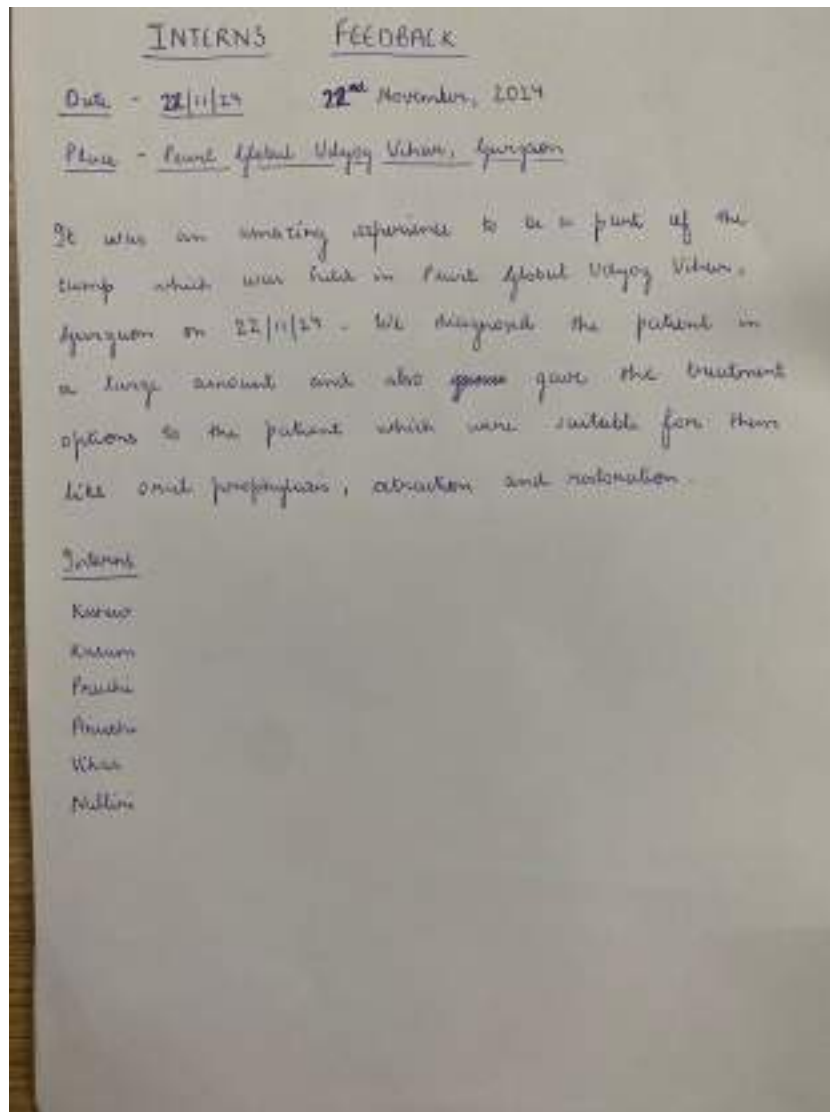 INTERNS FEEDBACK
Date - 22/11/24 22nd November, 2024
Place - Pearl Global Udyog Vihar, Gurgaon
It was an amazing experience to be a part of the
camp which was held in Pearl Global Udyog Vihar,
Gurgaon on 22/11/24. We diagnosed the patient in
a large amount and also gave the treatment
options to the patient which were suitable for them
like oral prophylaxis, extraction and restoration.
Interns
Kusum
Prachi
Vikas